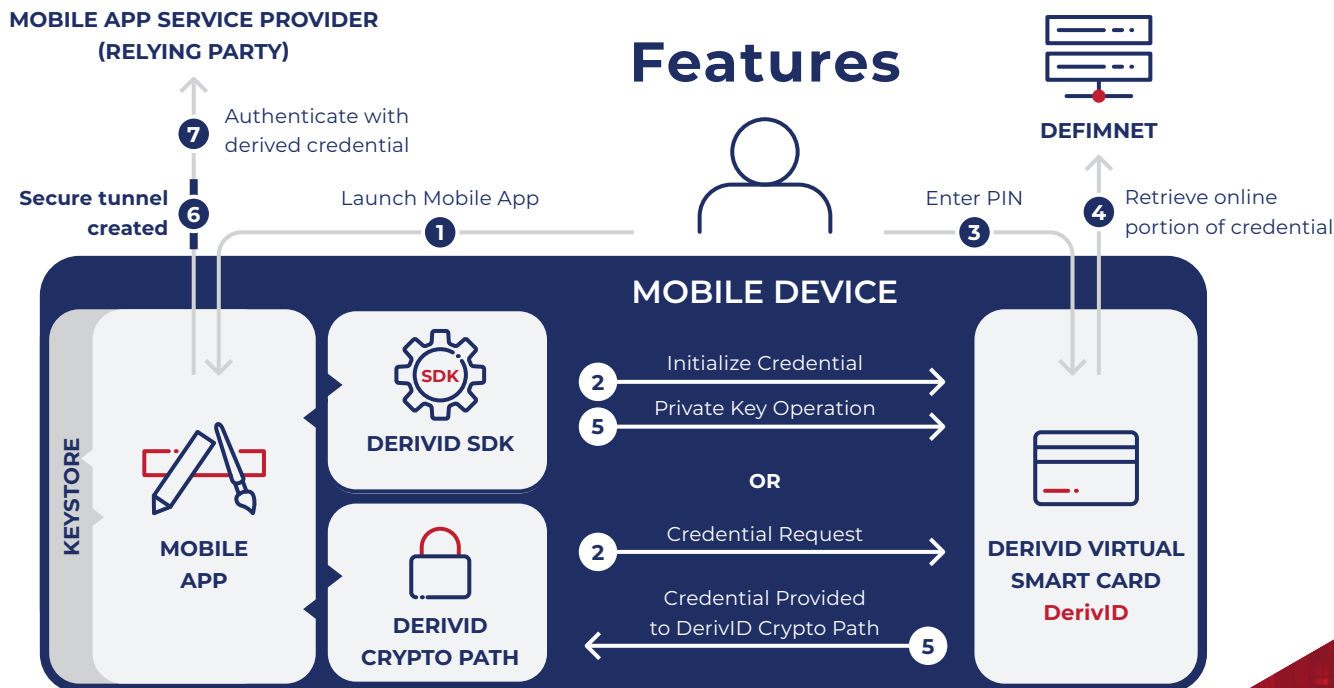 MOBILE APP SERVICE PROVIDER
(RELYING PARTY)
Features
DEFIMNET
7
Authenticate with
derived credential
Secure tunnel
created
6
Launch Mobile App
1
Enter PIN
3
4
Retrieve online
portion of credential
MOBILE DEVICE
KEYSTORE
MOBILE
APP
SDK
DERIVID SDK
DERIVID
CRYPTO PATH
2
Initialize Credential
5
Private Key Operation
OR
2
Credential Request
Credential Provided
to DerivID Crypto Path
5
DERIVID VIRTUAL
SMART CARD
DerivID